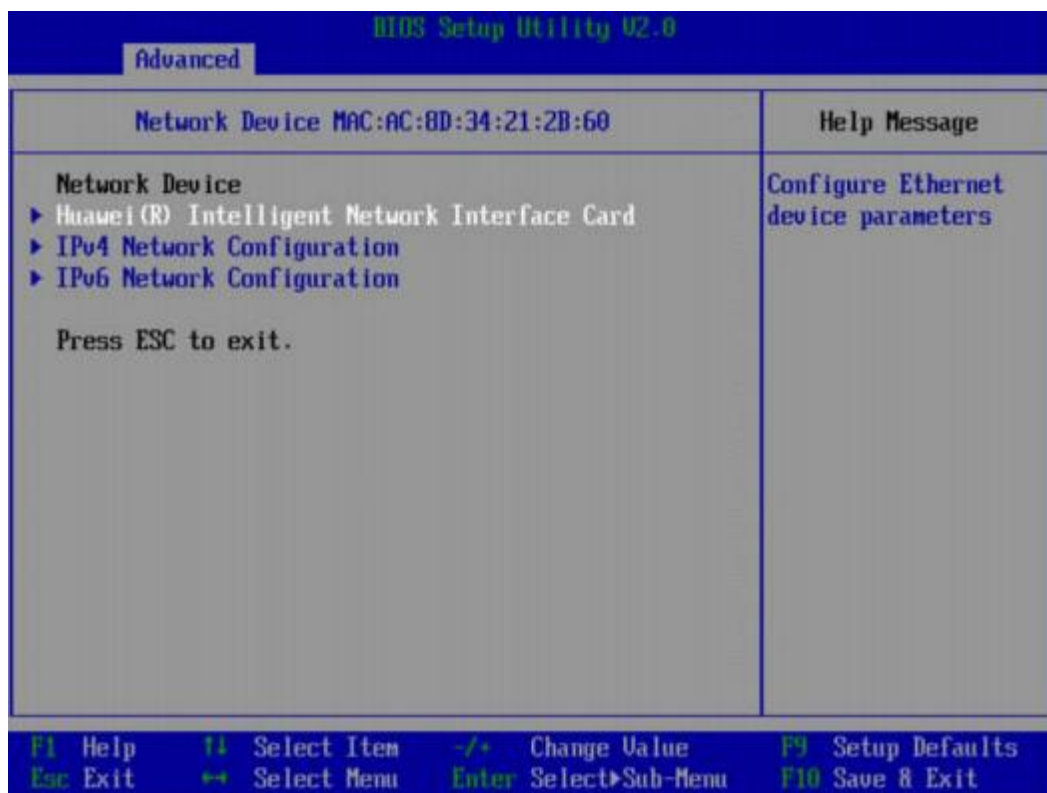 BIOS Setup Utility V2.0
Advanced
Network Device MAC:AC:8D:34:21:2B:60
Help Message
Network Device
Huawei(R) Intelligent Network Interface Card
IPv4 Network Configuration
IPv6 Network Configuration
Press ESC to exit.
Configure Ethernet
device parameters
F1 Help ↑↓ Select Item -/+ Change Value F9 Setup Defaults
Esc Exit ←→ Select Menu Enter Select▶Sub-Menu F10 Save & Exit